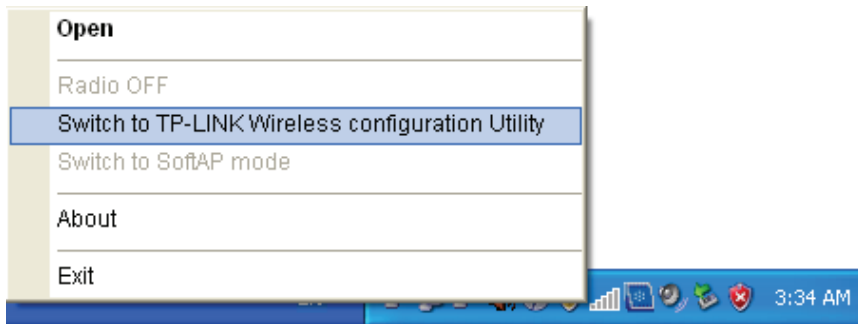 Open
Radio OFF
Switch to TP-LINK Wireless configuration Utility
Switch to SoftAP mode
About
Exit
3:34 AM